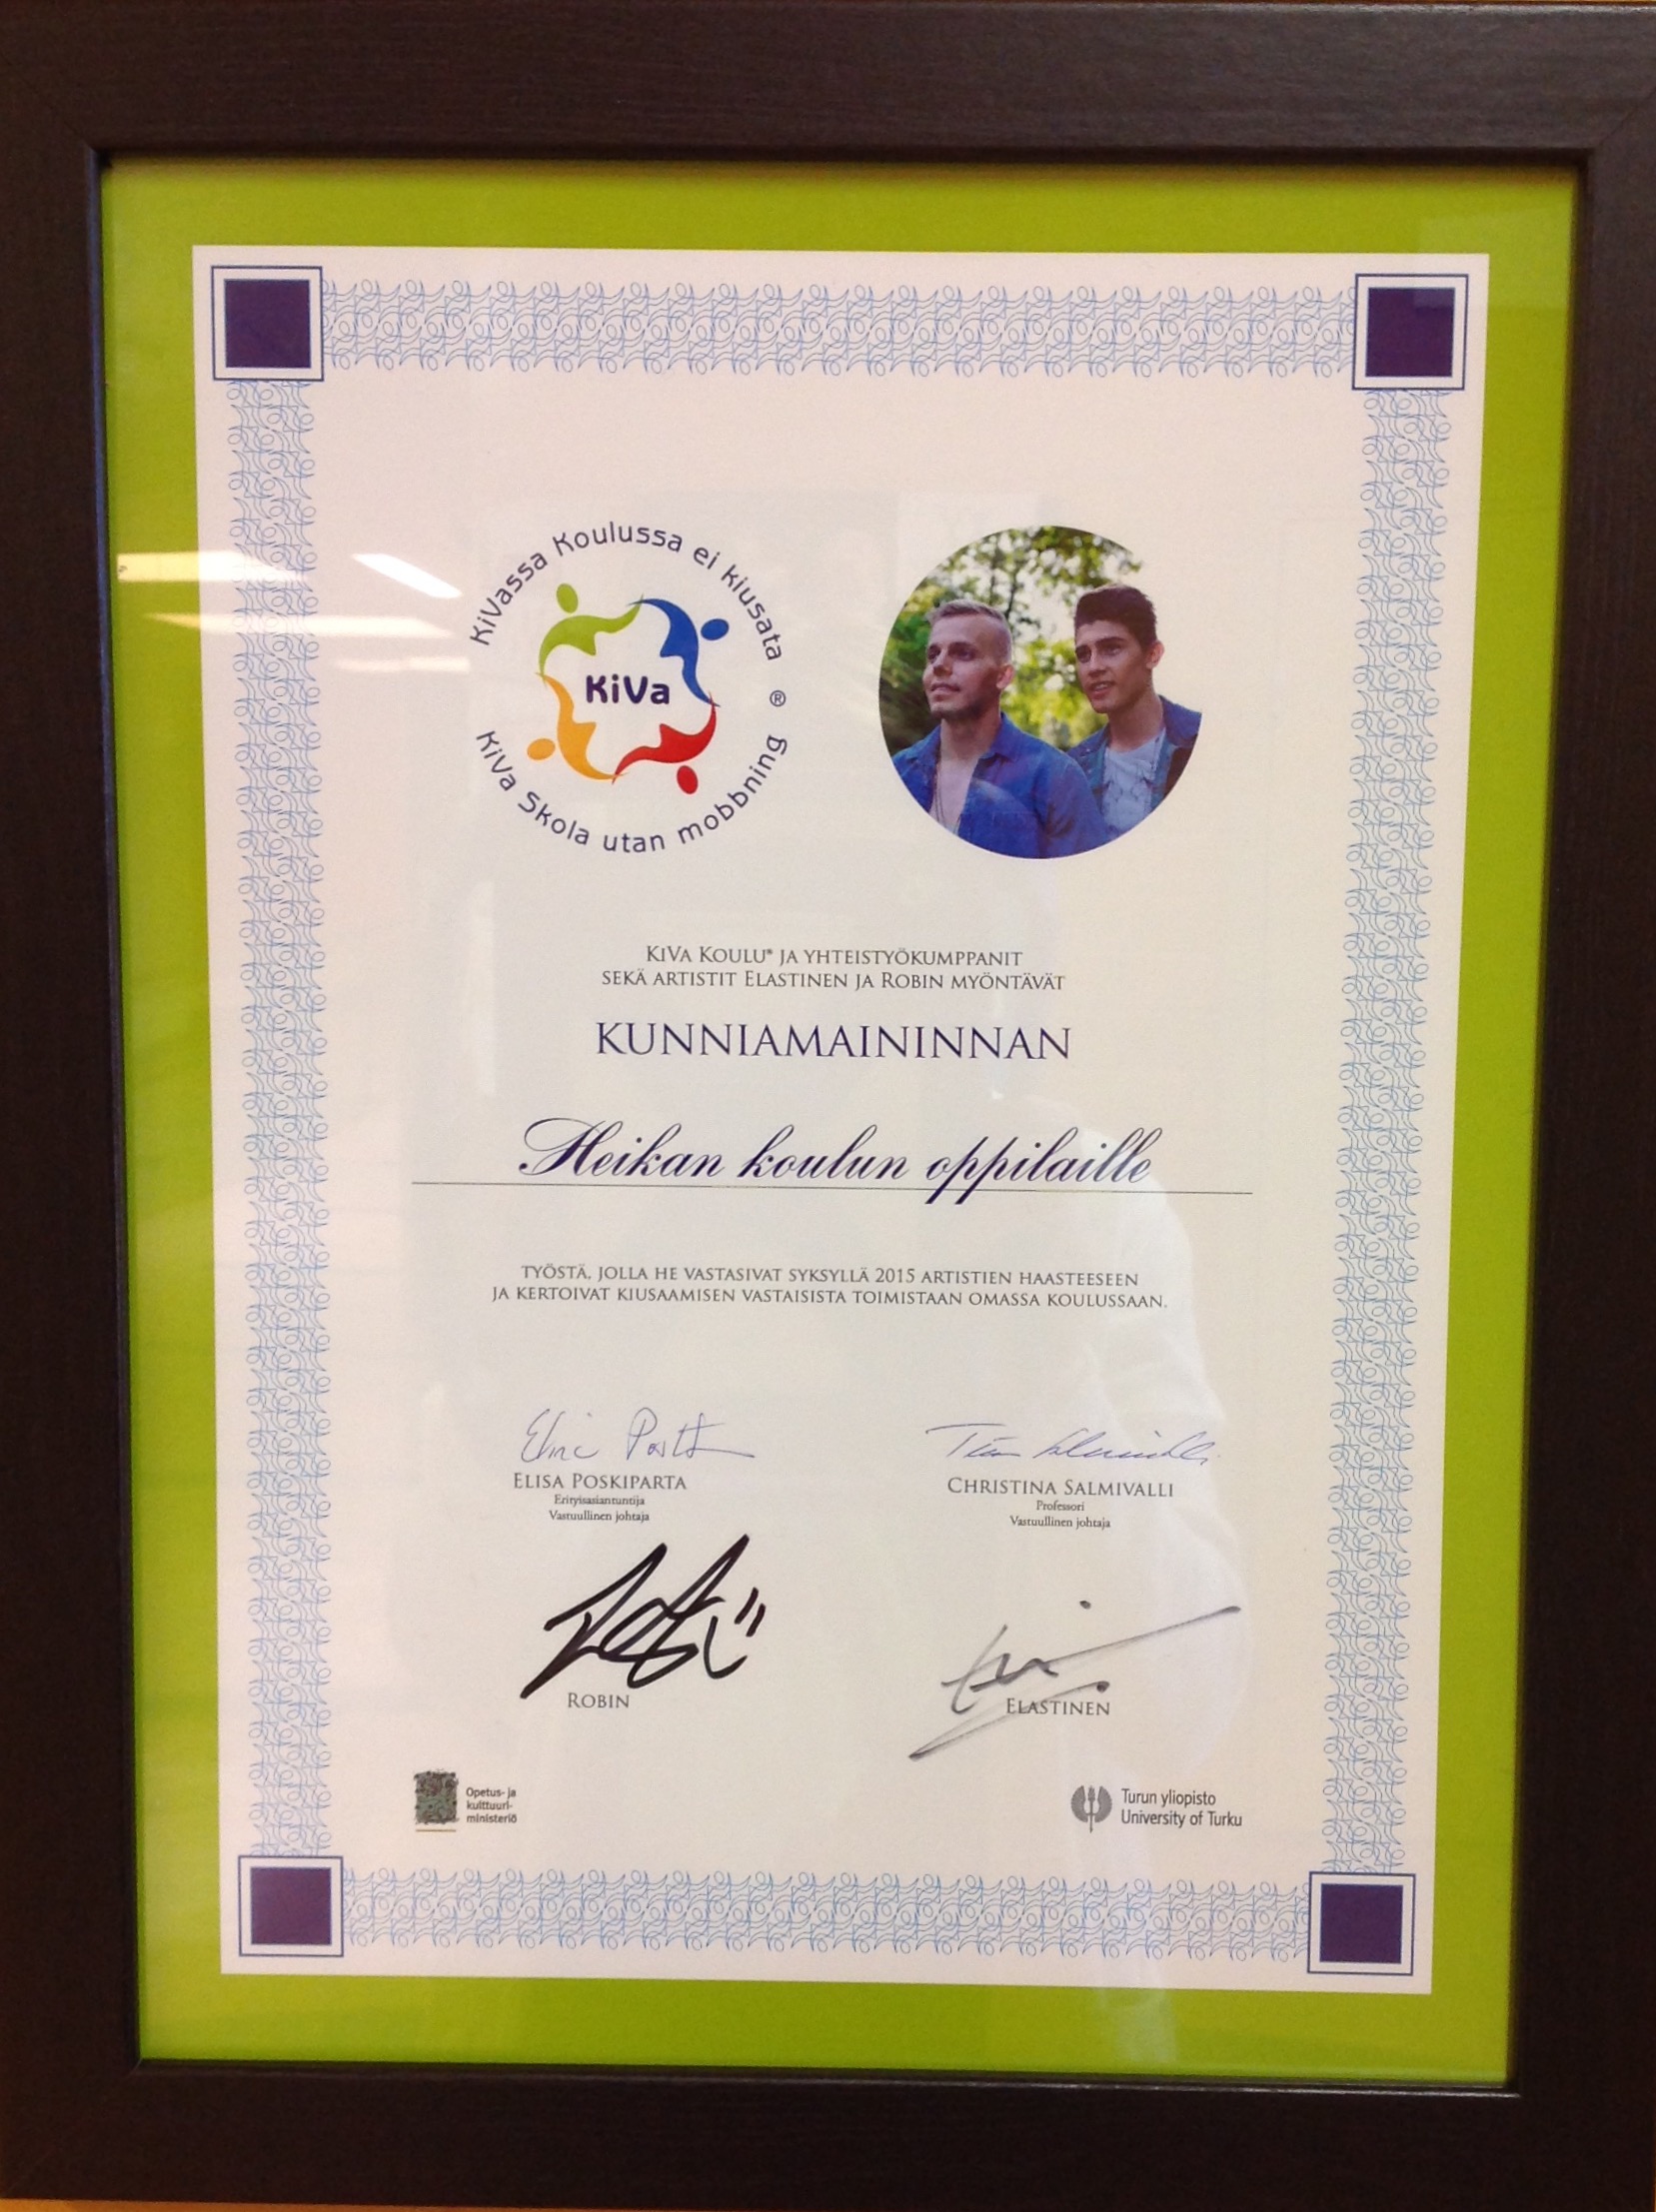 KiVassa Koulussa ei kiusata
KiVa
®
KiVa Skola utan mobbning
KiVa Koulu® ja yhteistyökumppanit
sekä artistit Elastinen ja Robin myöntävät
KUNNIAMAININNAN
Heikan koulun oppilaille
työstä, jolla he vastasivat syksyllä 2015 artistien haasteeseen
ja kertoivat kiusaamisen vastaisista toimistaan omassa koulussaan.
Elisa Poskiparta
Erityisasiantuntija
Vastuullinen johtaja
Christina Salmivalli
Professori
Vastuullinen johtaja
Robin
Elastinen
Opetus- ja
kulttuuri-
ministeriö
Turun yliopisto
University of Turku